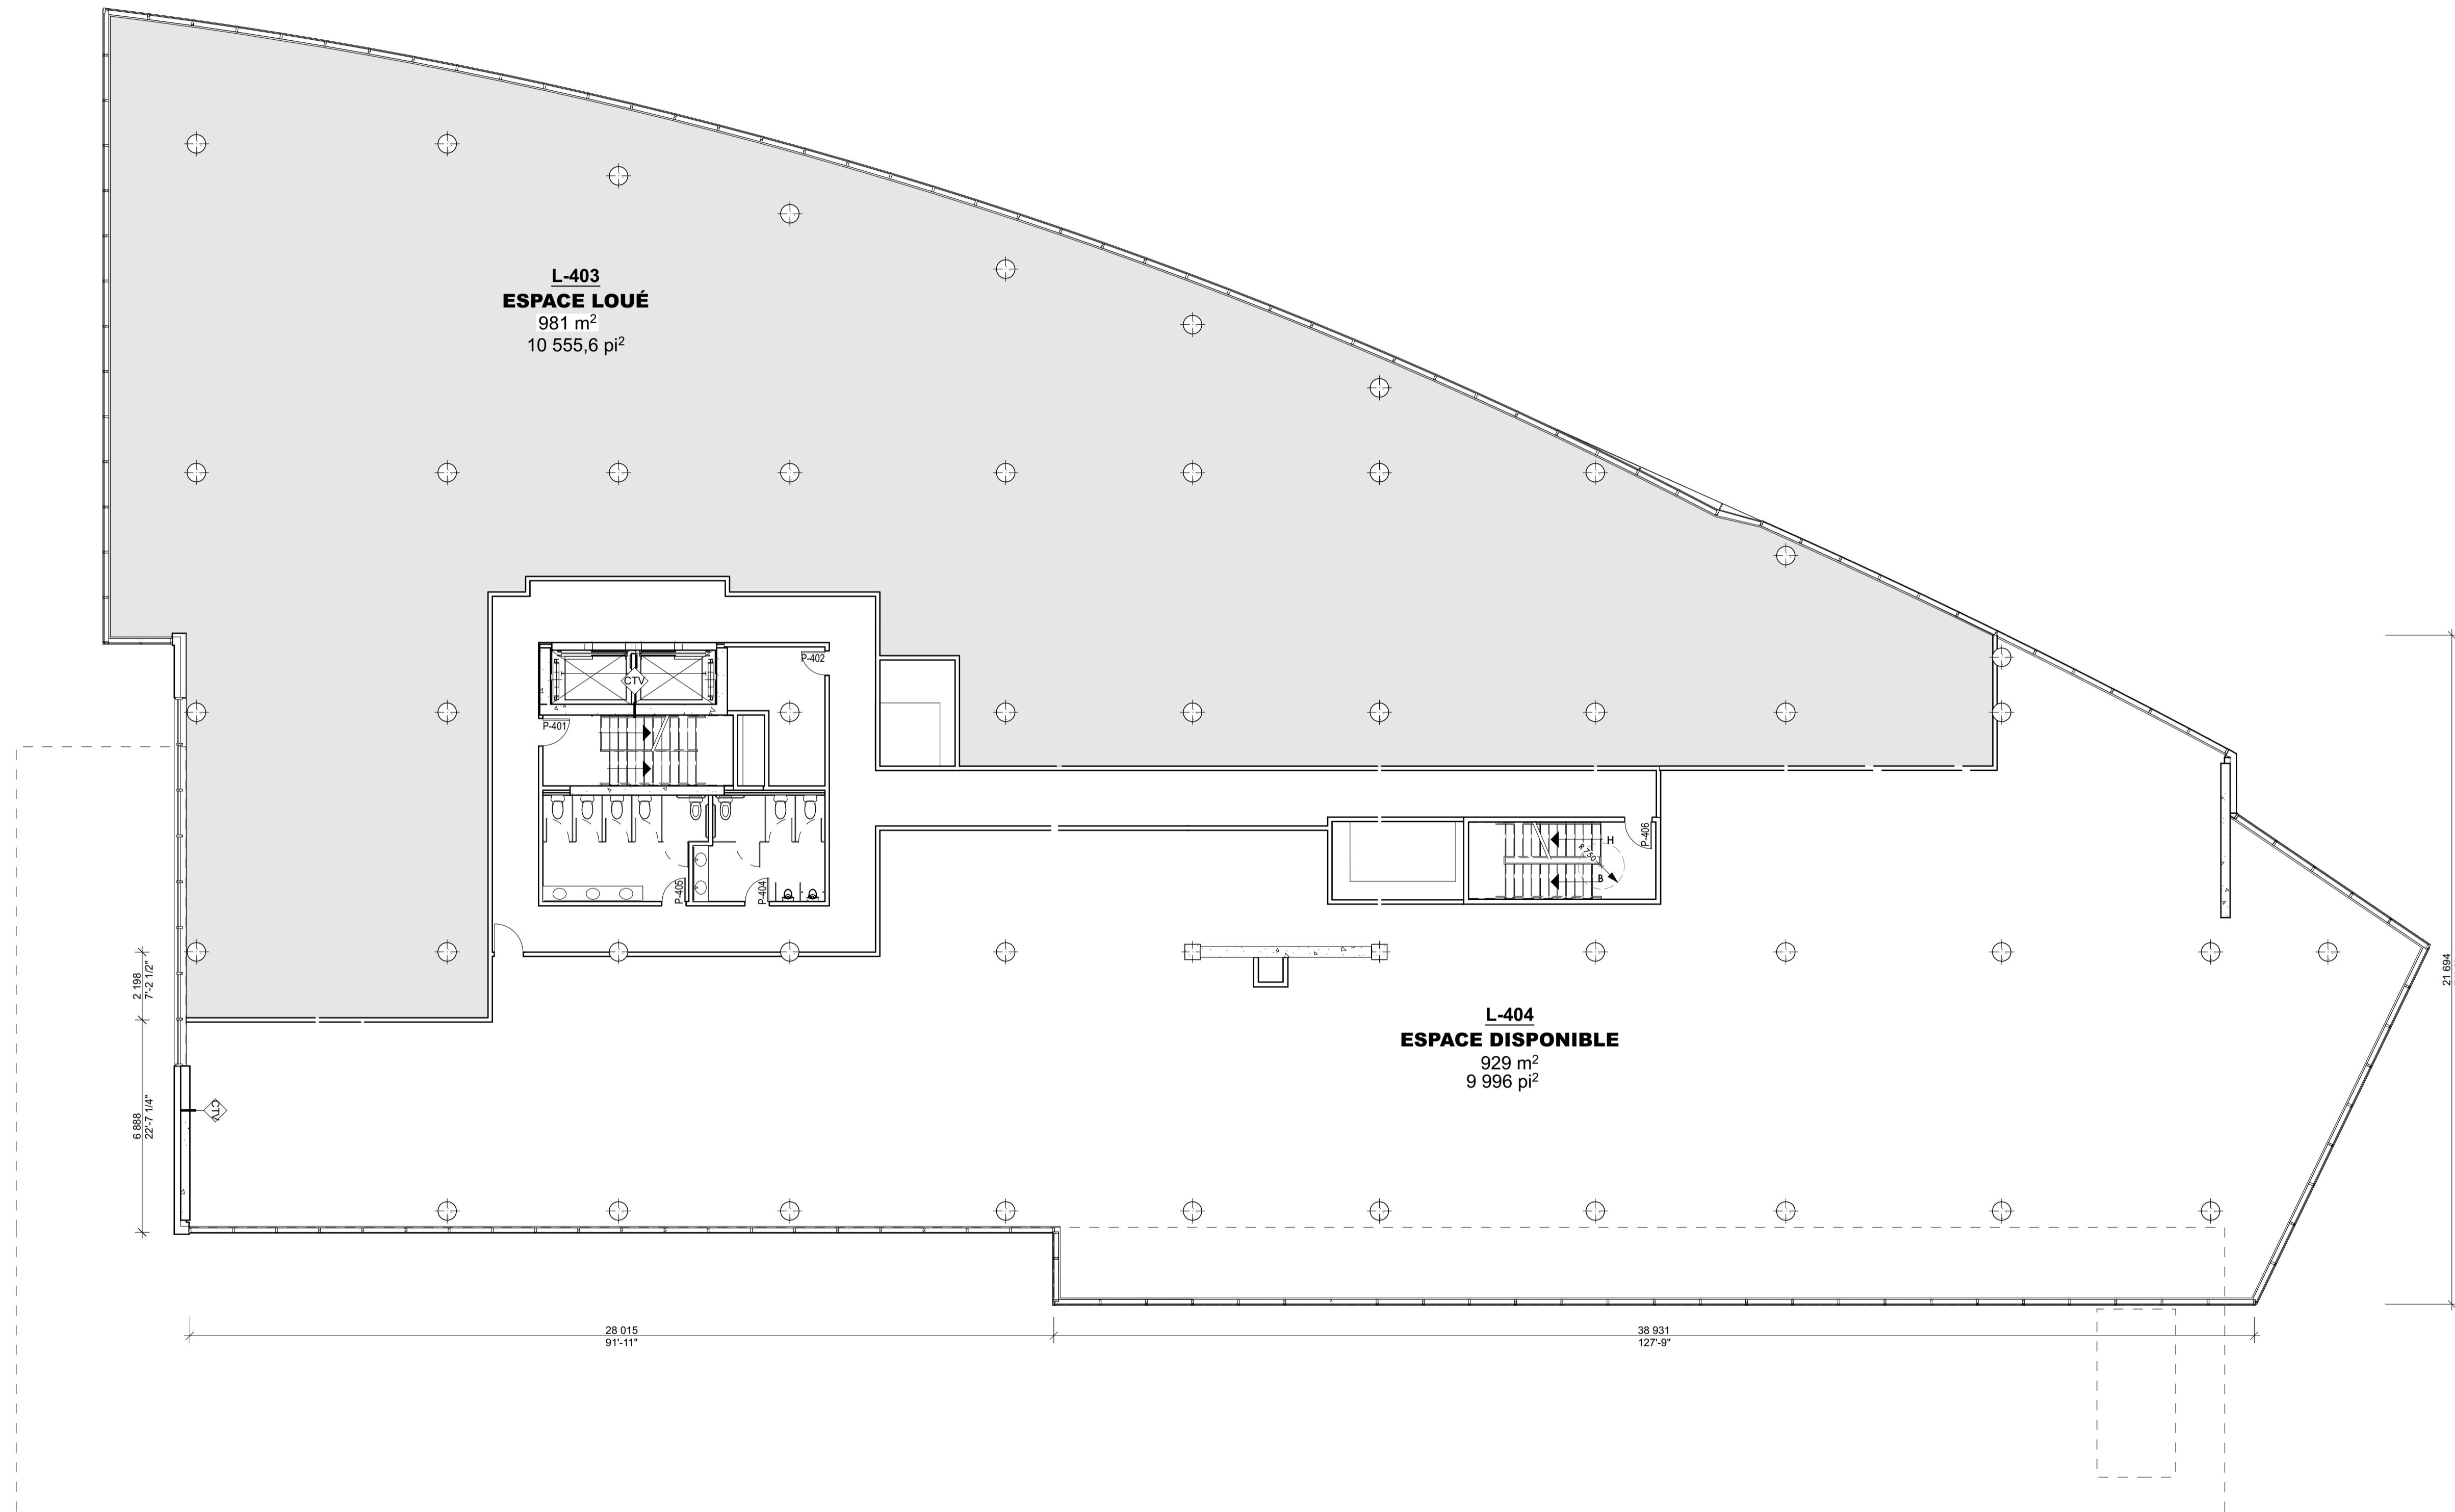 L-403
ESPACE LOUÉ
981 m²
10 555,6 pi²
P-402
CTV
P-401
P-406
H
R 750
B
P-405
P-404
2 198
7'-2 1/2"
21 694
L-404
ESPACE DISPONIBLE
929 m²
9 996 pi²
CTV
6 888
22'-7 1/4"
28 015
91'-11"
38 931
127'-9"